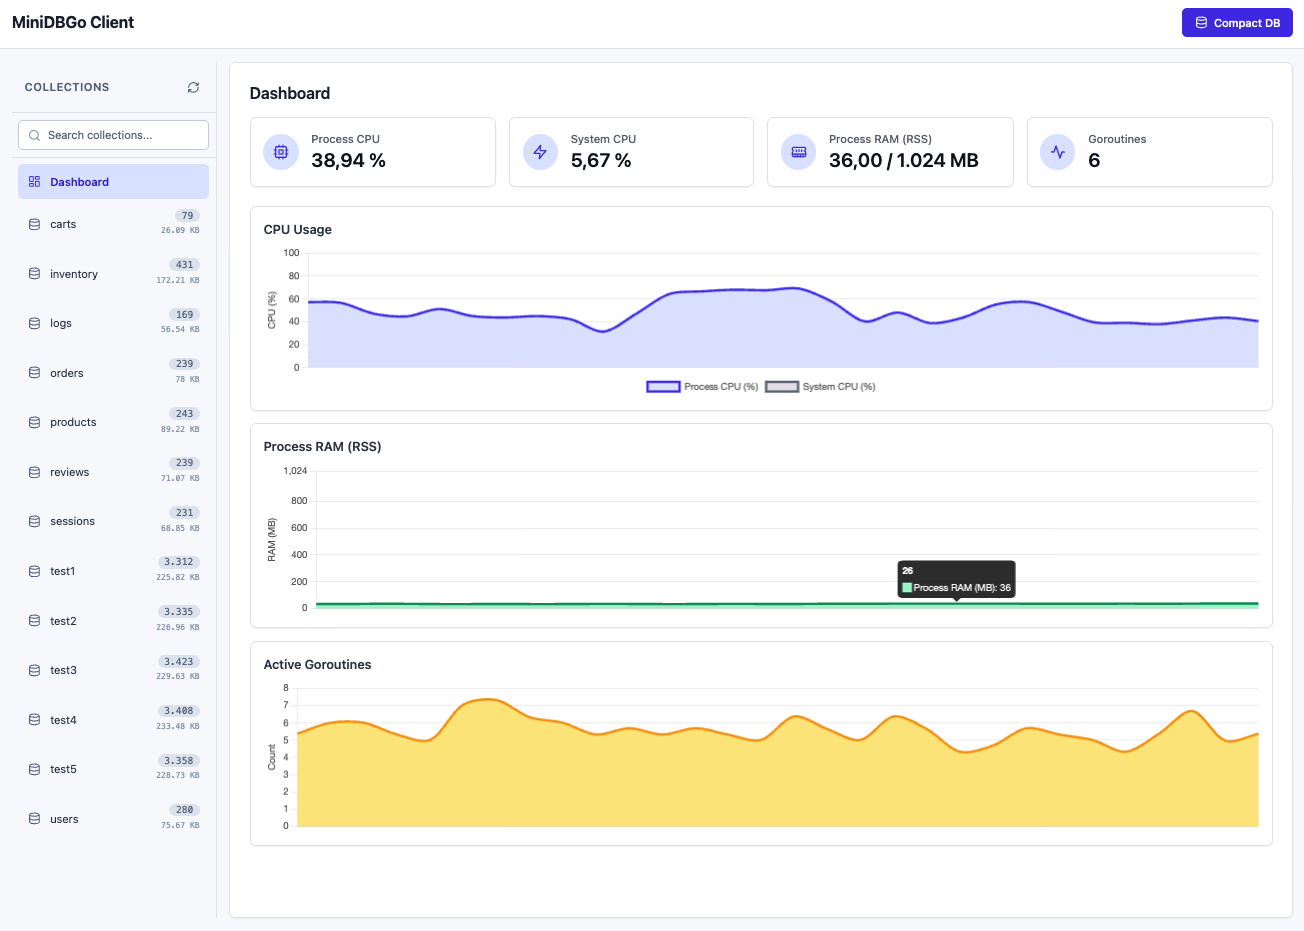 MiniDBGo Client
Compact DB
COLLECTIONS
Search collections...
Dashboard
carts
79
26.09 KB
inventory
431
172.21 KB
logs
169
56.54 KB
orders
239
78 KB
products
243
89.22 KB
reviews
239
71.07 KB
sessions
231
68.85 KB
test1
3.312
225.82 KB
test2
3.335
226.96 KB
test3
3.423
229.63 KB
test4
3.408
233.48 KB
test5
3.358
228.73 KB
users
280
75.67 KB
Dashboard
Process CPU
38,94 %
System CPU
5,67 %
Process RAM (RSS)
36,00 / 1.024 MB
Goroutines
6
CPU Usage
100
80
60
40
20
0
CPU (%)
Process CPU (%) System CPU (%)
Process RAM (RSS)
1,024
800
600
400
200
0
RAM (MB)
26
Process RAM (MB): 36
Active Goroutines
8
7
6
5
4
3
2
1
0
Count